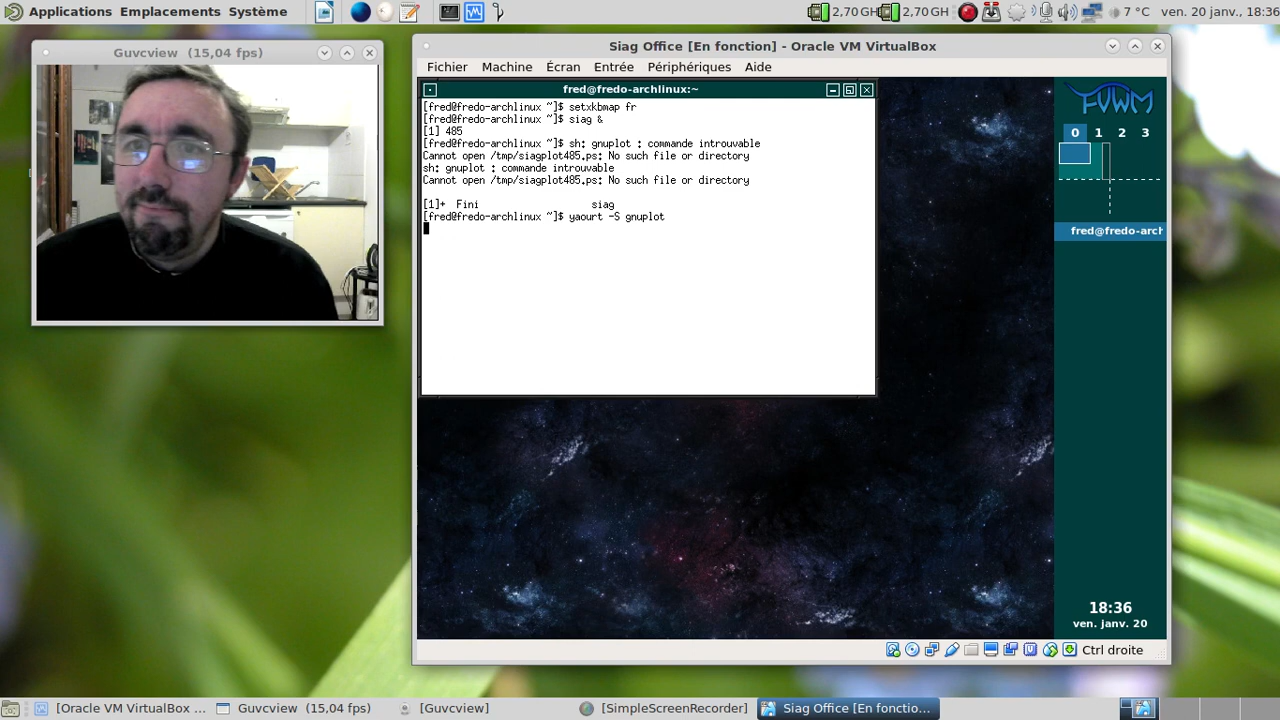 Applications Emplacements Système
2,70 GH 2,70 GH 7 °C ven. 20 janv., 18:36
Guvcview (15,04 fps)
Siag Office [En fonction] - Oracle VM VirtualBox
Fichier Machine Écran Entrée Périphériques Aide
fred@fredo-archlinux:~
[fred@fredo-archlinux ~]$ setxkbmap fr
[fred@fredo-archlinux ~]$ siag &
[1] 485
[fred@fredo-archlinux ~]$ sh: gnuplot : commande introuvable
Cannot open /tmp/siagplot485.ps: No such file or directory
sh: gnuplot : commande introuvable
Cannot open /tmp/siagplot485.ps: No such file or directory
[1]+ Fini siag
[fred@fredo-archlinux ~]$ yaourt -S gnuplot
FVWM
0 1 2 3
fred@fredo-arch
18:36
ven. janv. 20
Ctrl droite
[Oracle VM VirtualBox ... Guvcview (15,04 fps) [Guvcview] [SimpleScreenRecorder] Siag Office [En fonctio...